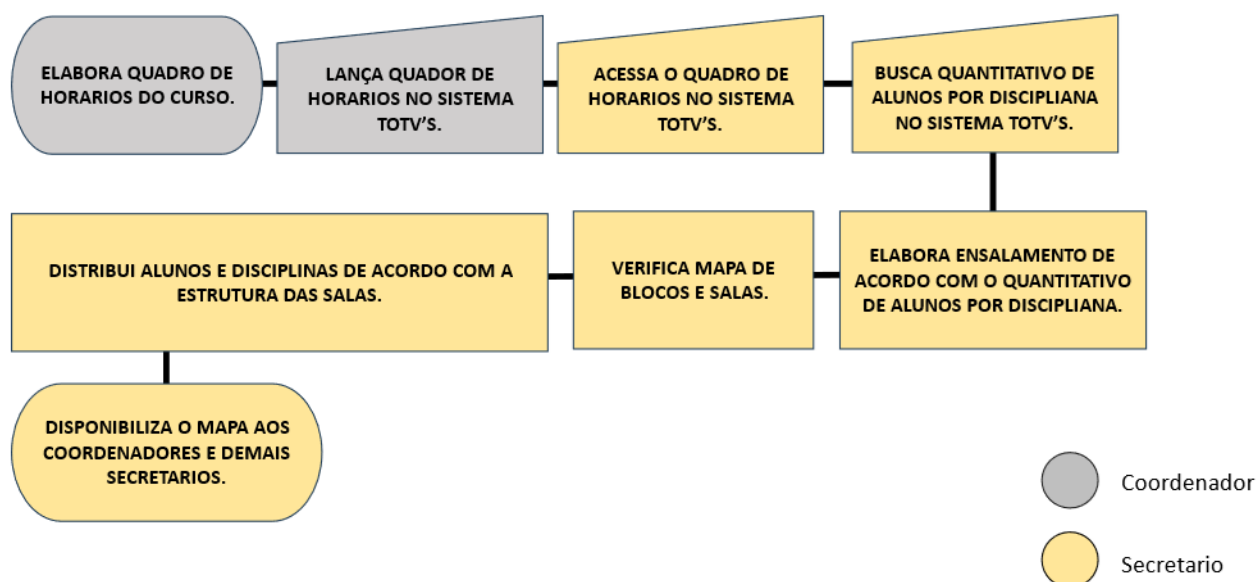 ELABORA QUADRO DE
HORARIOS DO CURSO.
LANÇA QUADOR DE
HORARIOS NO SISTEMA
TOTV'S.
ACESSA O QUADRO DE
HORARIOS NO SISTEMA
TOTV'S.
BUSCA QUANTITATIVO DE
ALUNOS POR DISCIPLIANA
NO SISTEMA TOTV'S.
ELABORA ENSALAMENTO DE
ACORDO COM O QUANTITATIVO
DE ALUNOS POR DISCIPLIANA.
VERIFICA MAPA DE
BLOCOS E SALAS.
DISTRIBUI ALUNOS E DISCIPLINAS DE ACORDO COM A
ESTRUTURA DAS SALAS.
DISPONIBILIZA O MAPA AOS
COORDENADORES E DEMAIS
SECRETARIOS.
Coordenador
Secretario